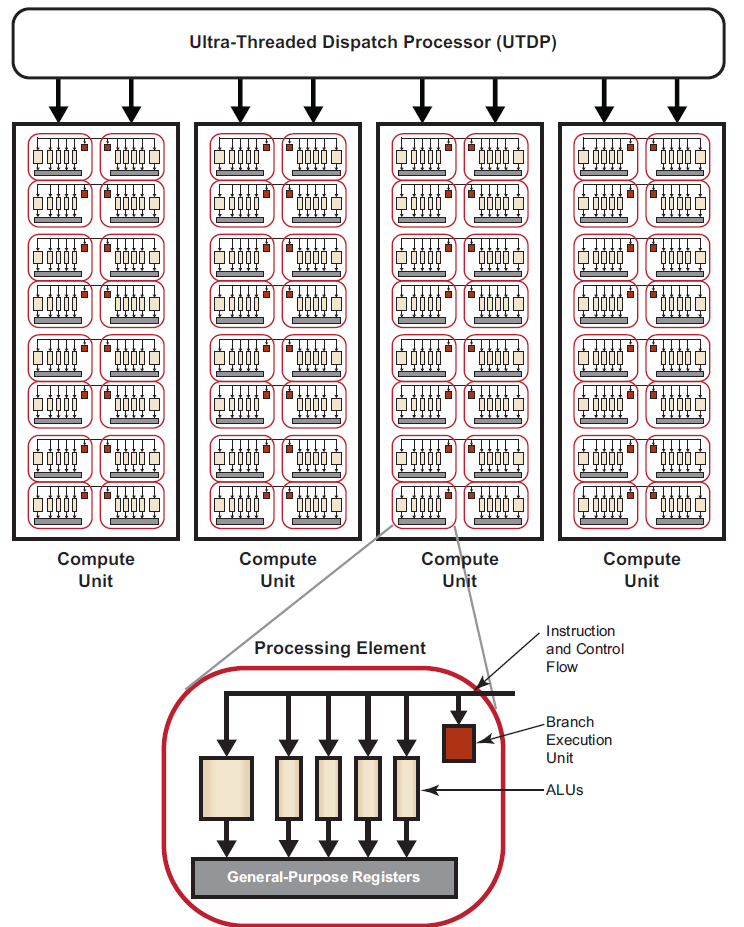 Ultra-Threaded Dispatch Processor (UTDP)
Compute
Unit
Compute
Unit
Compute
Unit
Compute
Unit
Processing Element
Instruction
and Control
Flow
Branch
Execution
Unit
ALUs
General-Purpose Registers